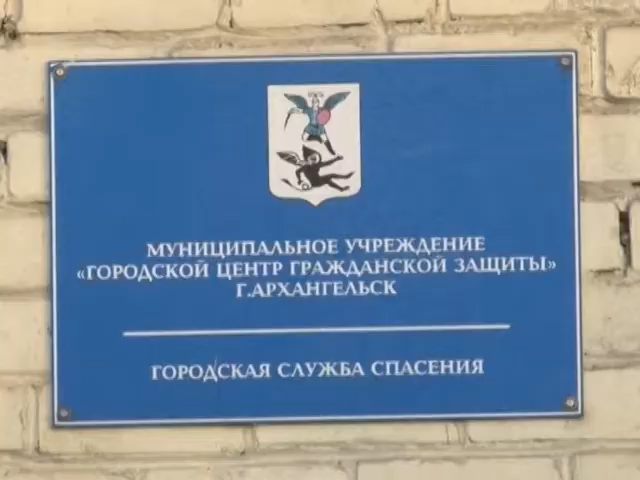 МУНИЦИПАЛЬНОЕ УЧРЕЖДЕНИЕ
«ГОРОДСКОЙ ЦЕНТР ГРАЖДАНСКОЙ ЗАЩИТЫ»
Г.АРХАНГЕЛЬСК
ГОРОДСКАЯ СЛУЖБА СПАСЕНИЯ